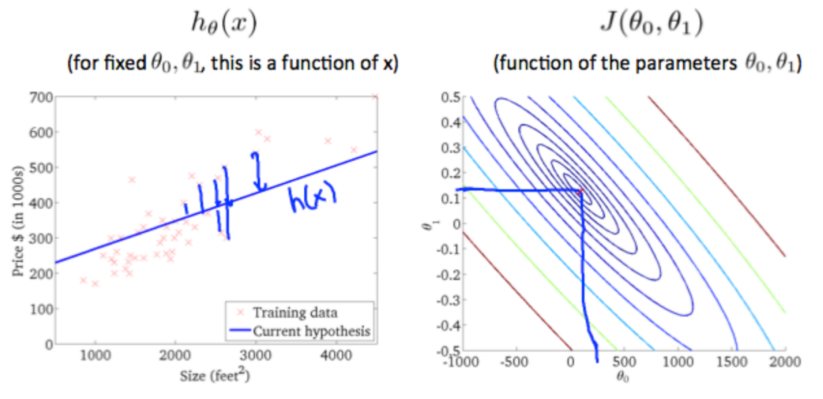 hθ(x)
(for fixed θ₀, θ₁, this is a function of x)
700
600
500
400
300
200
100
0
Price $ (in 1000s)
1000
2000
3000
4000
Size (feet²)
h(x)
Training data
Current hypothesis
J(θ₀, θ₁)
(function of the parameters θ₀, θ₁)
0.5
0.4
0.3
0.2
0.1
0
-0.1
-0.2
-0.3
-0.4
-0.5
θ₁
-1000
-500
0
500
1000
1500
2000
θ₀